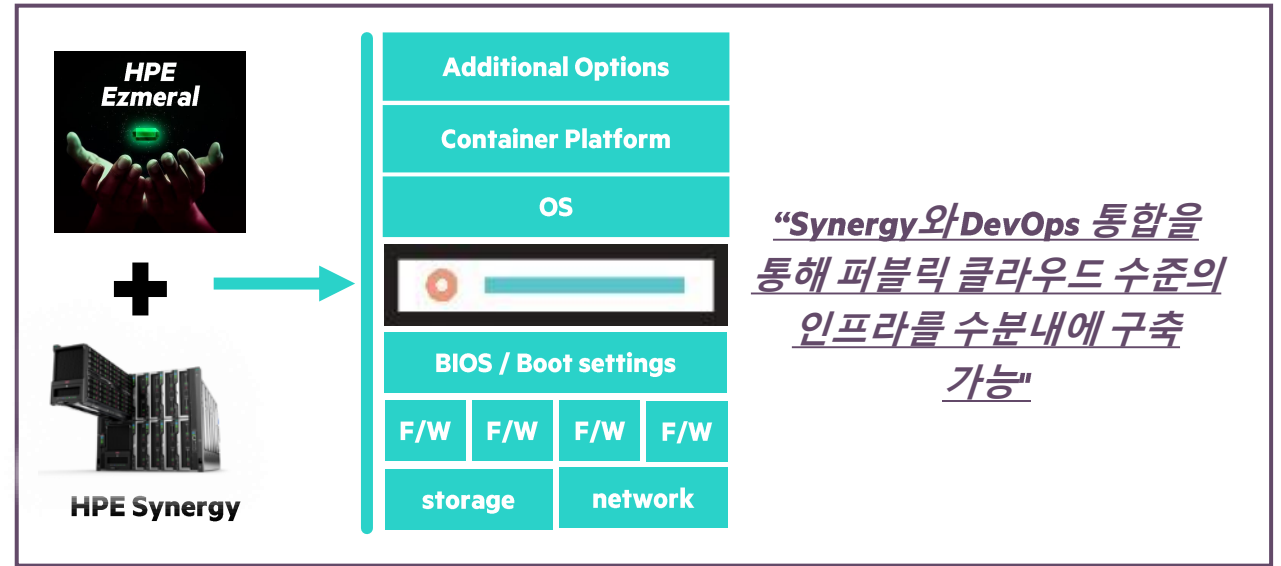 HPE
Ezmeral
HPE Synergy
Additional Options
Container Platform
OS
BIOS / Boot settings
F/W F/W F/W F/W
storage network
“Synergy와DevOps 통합을
통해 퍼블릭 클라우드 수준의
인프라를 수분내에 구축
가능"